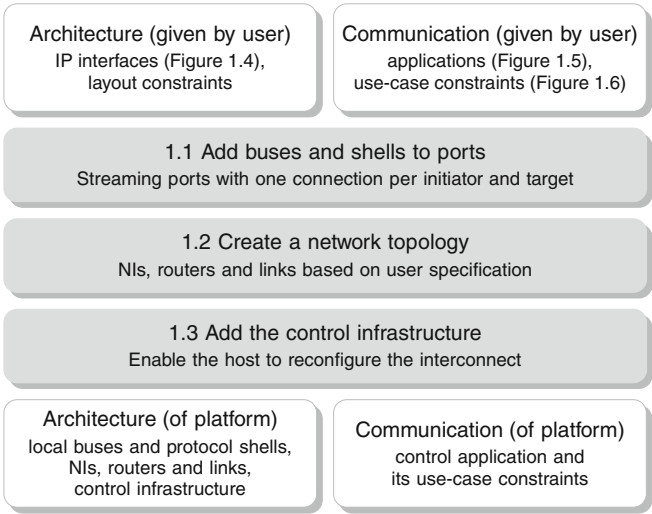 Architecture (given by user)
IP interfaces (Figure 1.4),
layout constraints
Communication (given by user)
applications (Figure 1.5),
use-case constraints (Figure 1.6)
1.1 Add buses and shells to ports
Streaming ports with one connection per initiator and target
1.2 Create a network topology
NIs, routers and links based on user specification
1.3 Add the control infrastructure
Enable the host to reconfigure the interconnect
Architecture (of platform)
local buses and protocol shells,
NIs, routers and links,
control infrastructure
Communication (of platform)
control application and
its use-case constraints